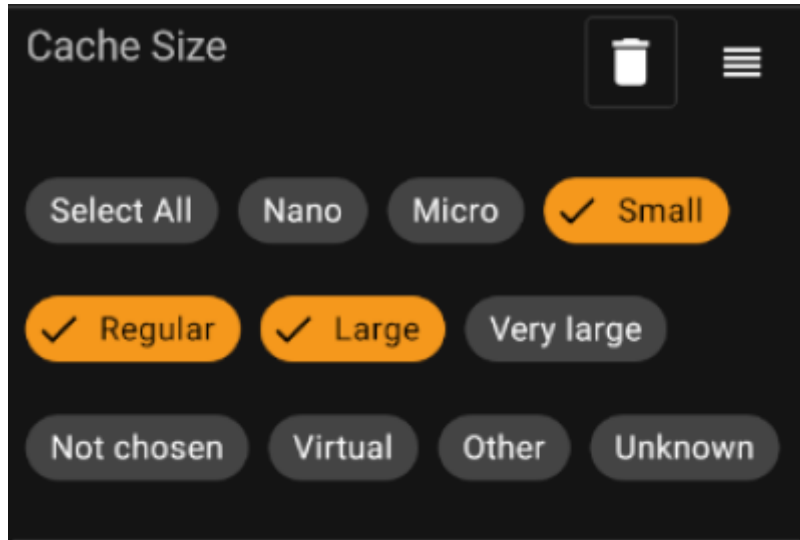 Cache Size
Select All Nano Micro Small
Regular Large Very large
Not chosen Virtual Other Unknown